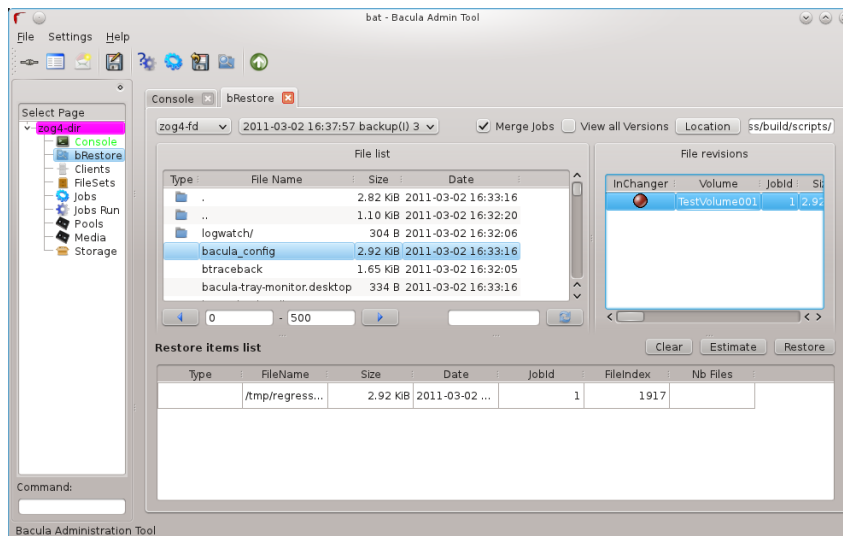 bat - Bacula Admin Tool
File Settings Help
Console bRestore
Select Page
zog4-dir
Console
bRestore
Clients
FileSets
Jobs
Jobs Run
Pools
Media
Storage
zog4-fd 2011-03-02 16:37:57 backup(I) 3 Merge Jobs View all Versions Location ss/build/scripts/
File list
Type File Name Size Date
. 2.82 KiB 2011-03-02 16:33:16
.. 1.10 KiB 2011-03-02 16:32:20
logwatch/ 304 B 2011-03-02 16:32:06
bacula_config 2.92 KiB 2011-03-02 16:33:16
btraceback 1.65 KiB 2011-03-02 16:32:05
bacula-tray-monitor.desktop 334 B 2011-03-02 16:33:16
0 - 500
File revisions
InChanger Volume JobId Si
TestVolume001 1 2.92
Restore items list Clear Estimate Restore
Type FileName Size Date JobId FileIndex Nb Files
/tmp/regress... 2.92 KiB 2011-03-02 ... 1 1917
Command:
Bacula Administration Tool